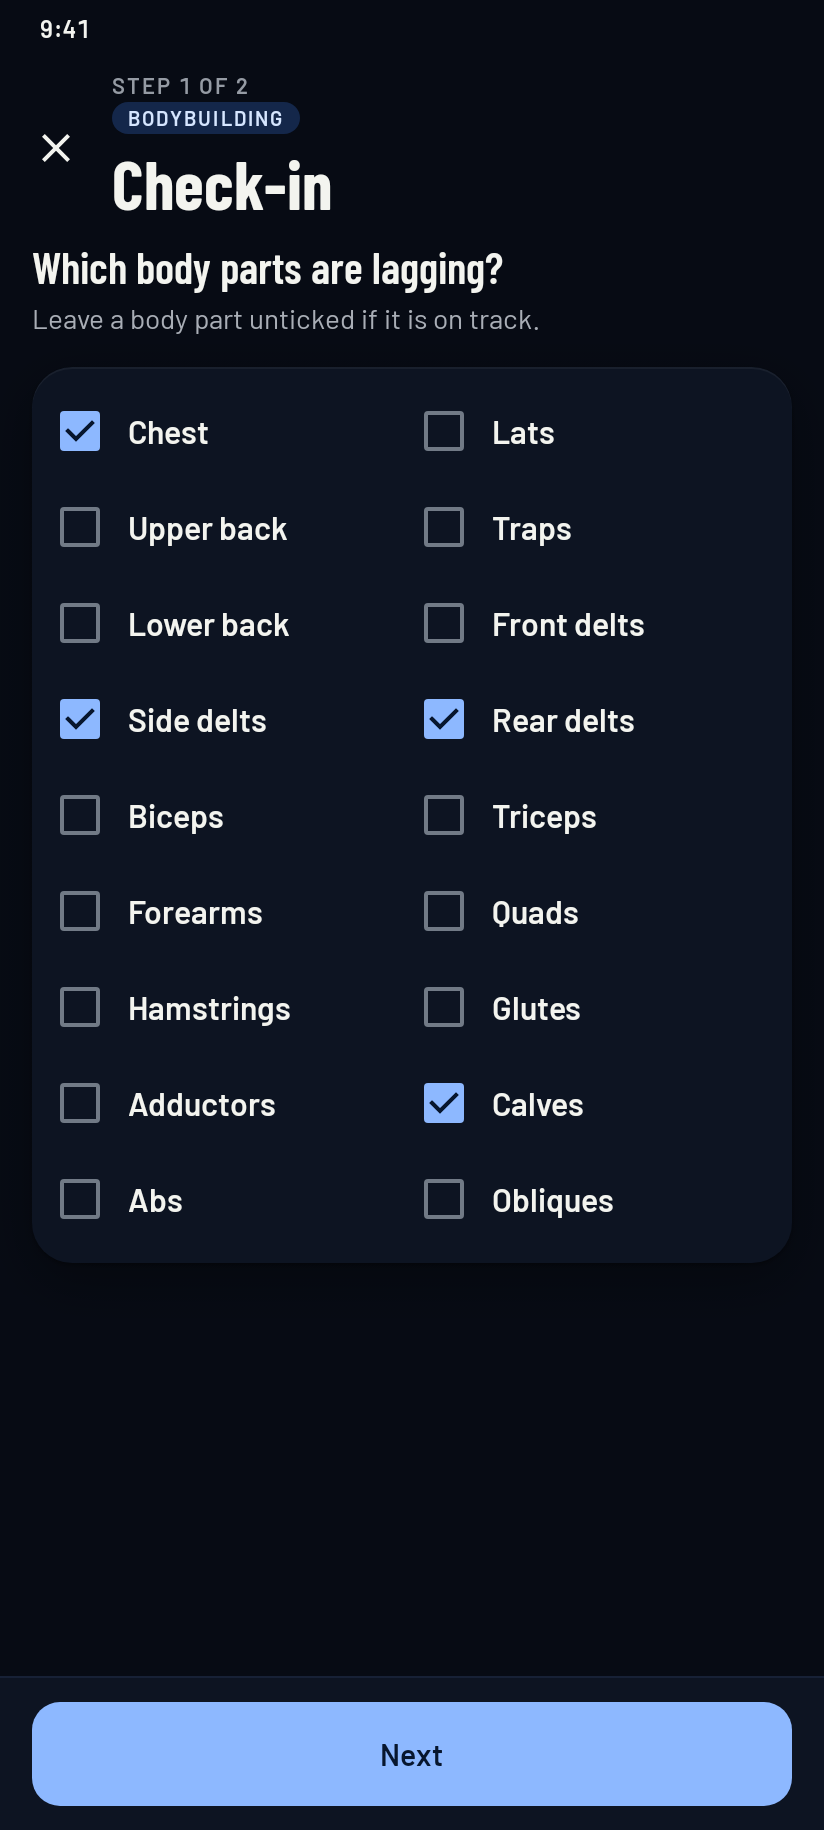 9:41
STEP 1 OF 2
BODYBUILDING
Check-in
Which body parts are lagging?
Leave a body part unticked if it is on track.
Chest
Lats
Upper back
Traps
Lower back
Front delts
Side delts
Rear delts
Biceps
Triceps
Forearms
Quads
Hamstrings
Glutes
Adductors
Calves
Abs
Obliques
Next